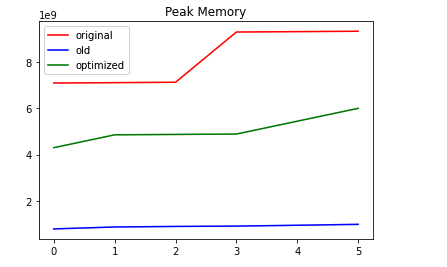 Peak Memory
1e9
original
old
optimized
8
6
4
2
0 1 2 3 4 5